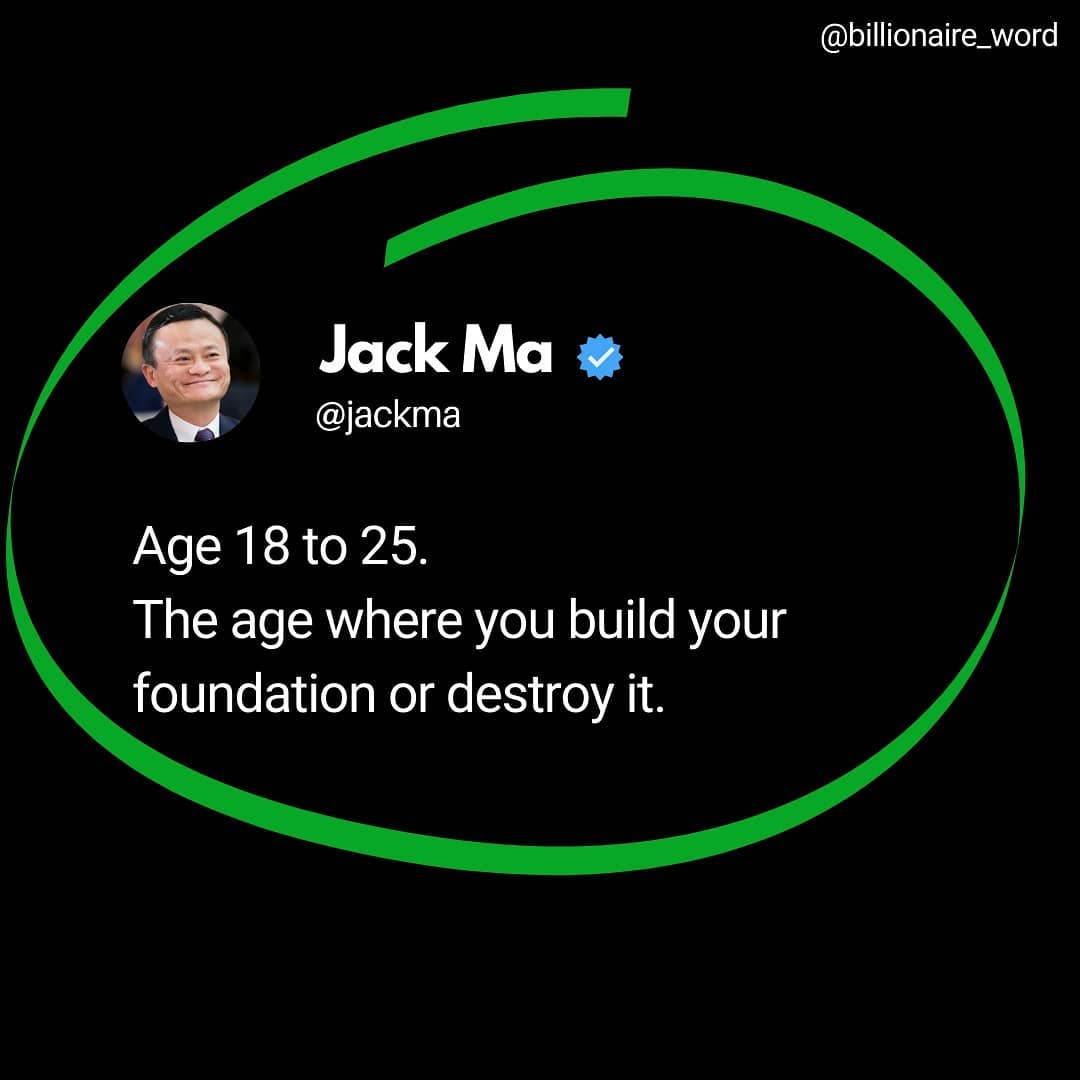 @billionaire_word
Jack Ma
@jackma
Age 18 to 25.
The age where you build your
foundation or destroy it.